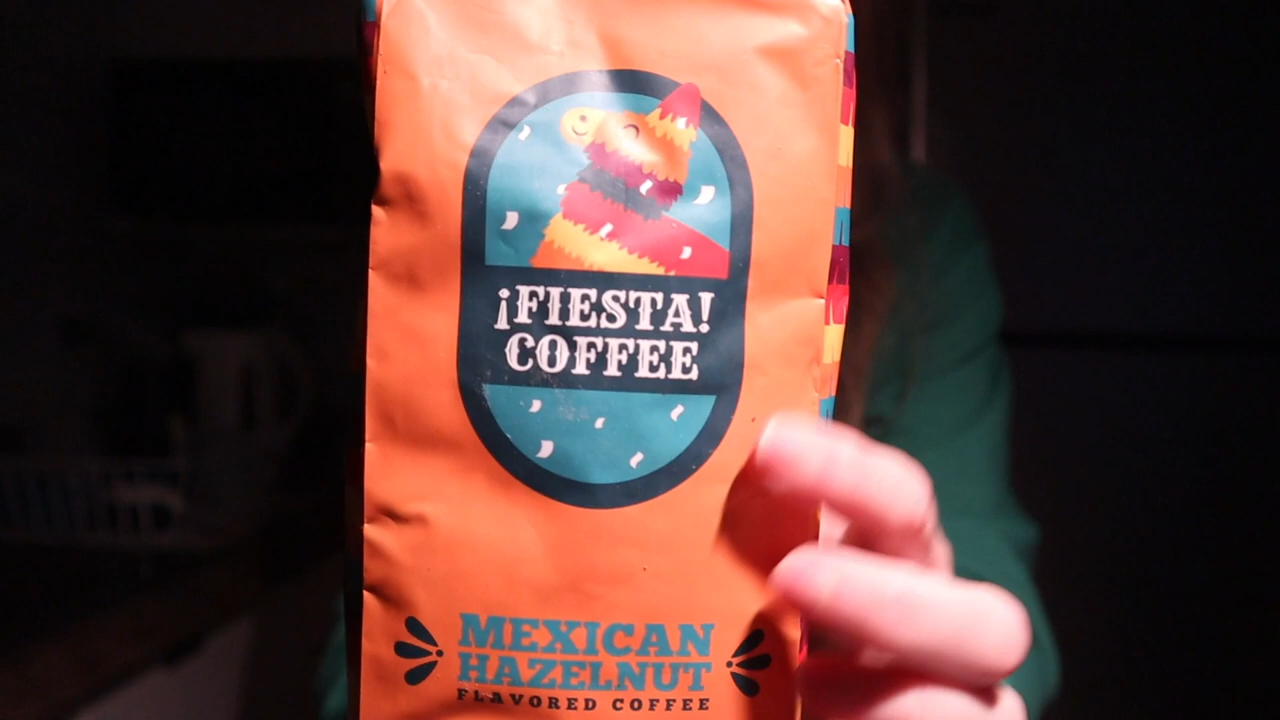 ¡FIESTA!
COFFEE
MEXICAN
HAZELNUT
FLAVORED COFFEE